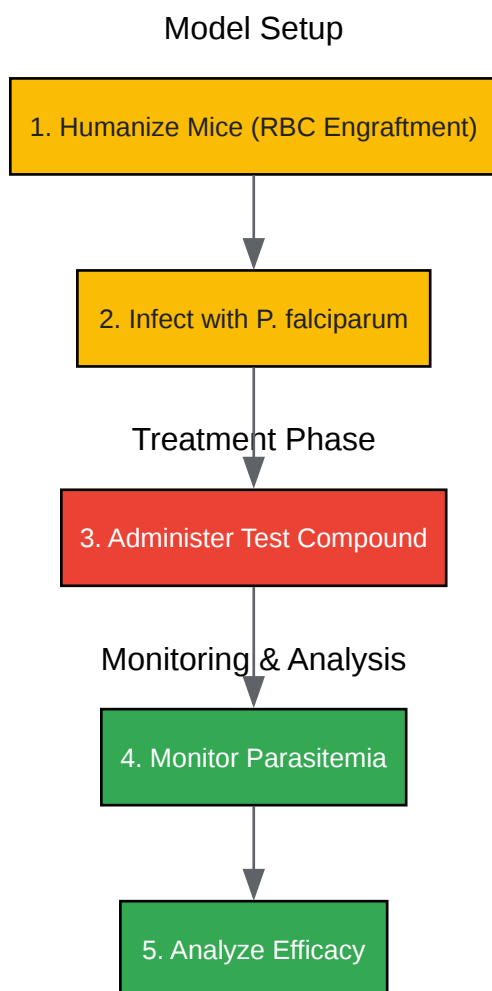 Model Setup
1. Humanize Mice (RBC Engraftment)
2. Infect with P. falciparum
Treatment Phase
3. Administer Test Compound
Monitoring & Analysis
4. Monitor Parasitemia
5. Analyze Efficacy